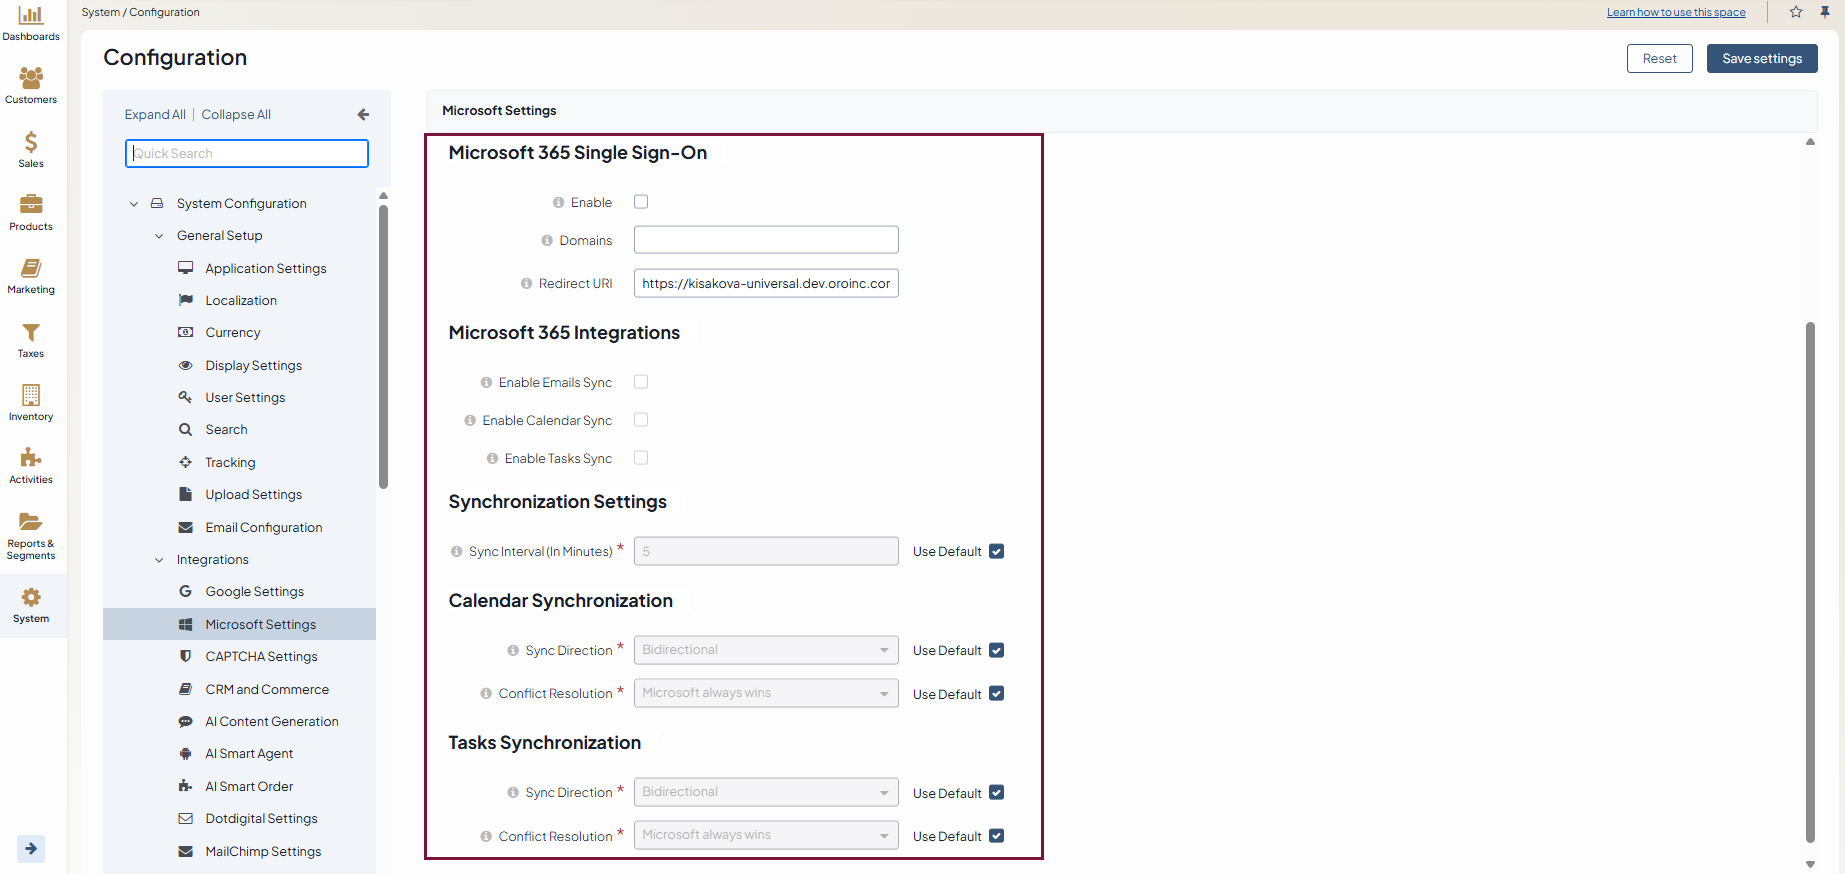 System / Configuration
Learn how to use this space
Dashboards
Customers
Sales
Products
Marketing
Taxes
Inventory
Activities
Reports &
Segments
System
Configuration
Reset
Save settings
Expand All | Collapse All
Quick Search
System Configuration
General Setup
Application Settings
Localization
Currency
Display Settings
User Settings
Search
Tracking
Upload Settings
Email Configuration
Integrations
Google Settings
Microsoft Settings
CAPTCHA Settings
CRM and Commerce
AI Content Generation
AI Smart Agent
AI Smart Order
Dotdigital Settings
MailChimp Settings
Microsoft Settings
Microsoft 365 Single Sign-On
Enable
Domains
Redirect URI https://kisakova-universal.dev.oroinc.cor
Microsoft 365 Integrations
Enable Emails Sync
Enable Calendar Sync
Enable Tasks Sync
Synchronization Settings
Sync Interval (In Minutes) * 5 Use Default
Calendar Synchronization
Sync Direction * Bidirectional Use Default
Conflict Resolution * Microsoft always wins Use Default
Tasks Synchronization
Sync Direction * Bidirectional Use Default
Conflict Resolution * Microsoft always wins Use Default